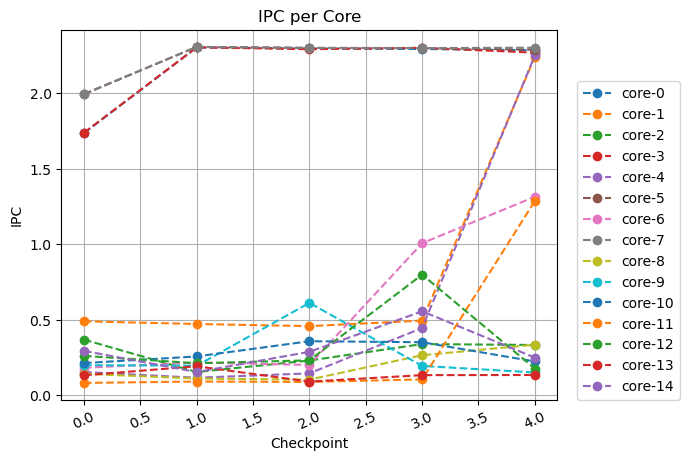 IPC per Core
IPC
2.0
1.5
1.0
0.5
0.0
0.0
0.5
1.0
1.5
2.0
2.5
3.0
3.5
4.0
Checkpoint
core-0
core-1
core-2
core-3
core-4
core-5
core-6
core-7
core-8
core-9
core-10
core-11
core-12
core-13
core-14